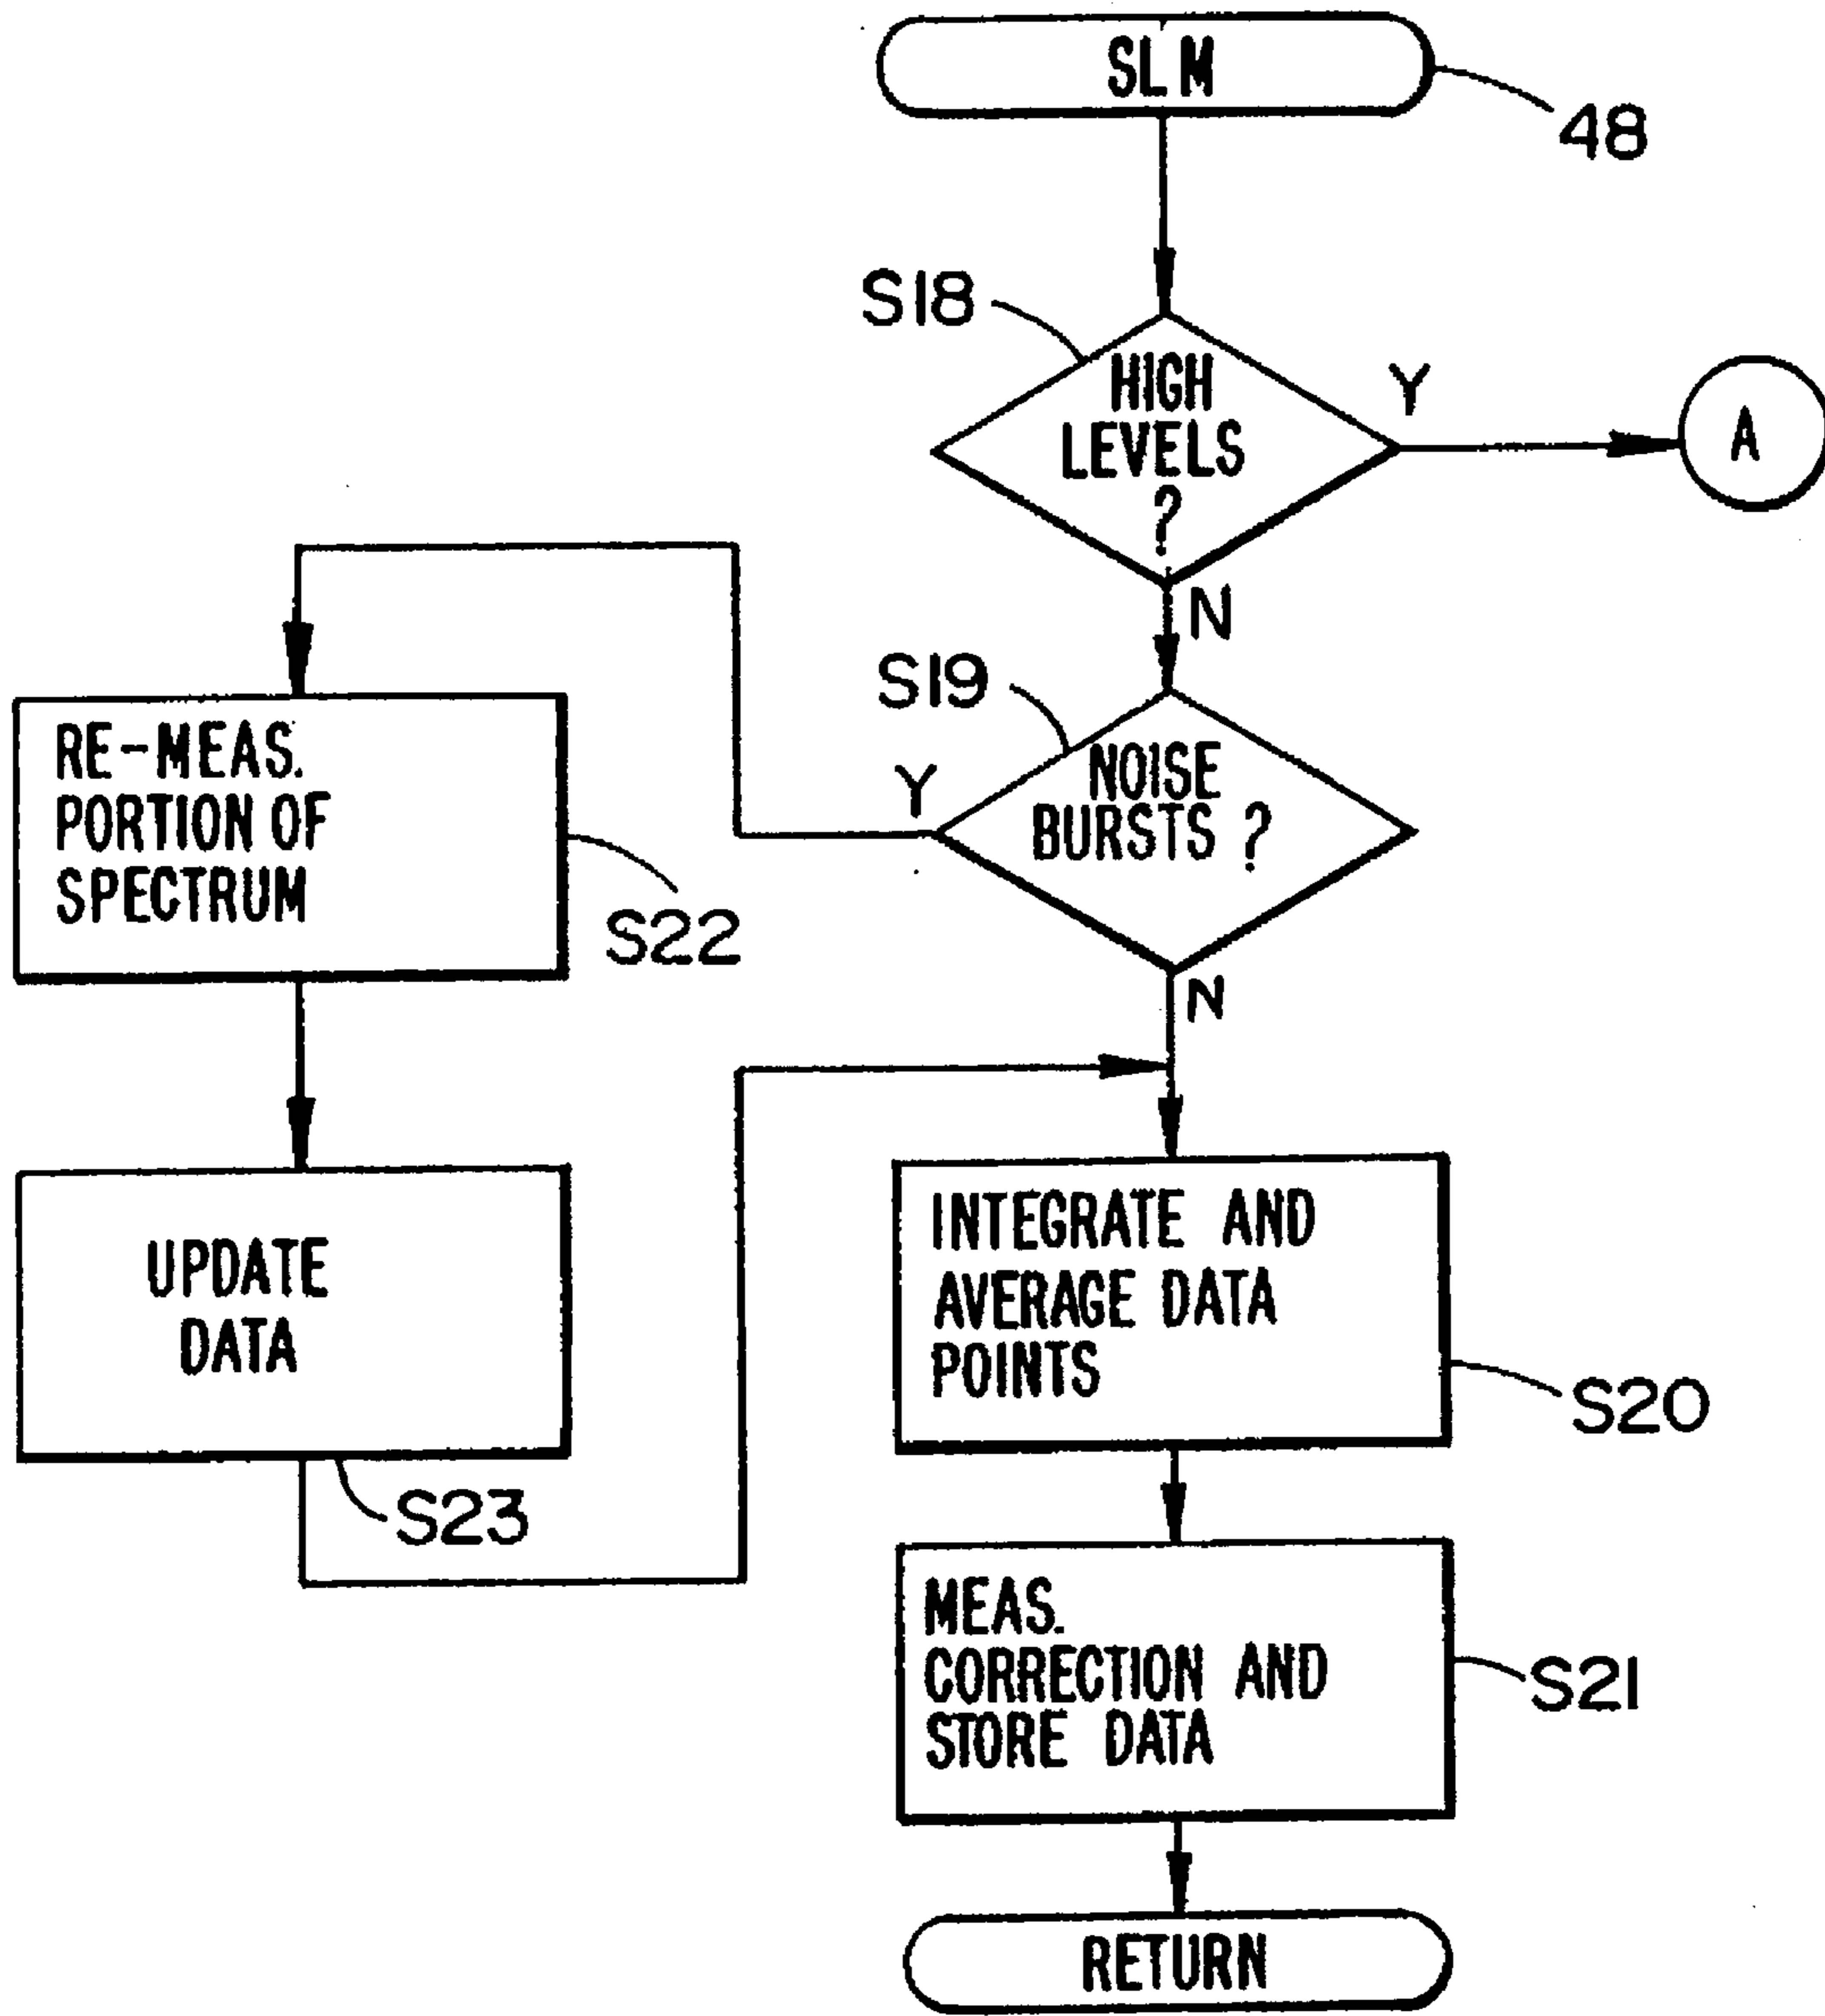 SLM
48
S18
HIGH
LEVELS
?
Y
A
N
S19
NOISE
BURSTS ?
Y
N
RE-MEAS.
PORTION OF
SPECTRUM
S22
UPDATE
DATA
S23
INTEGRATE AND
AVERAGE DATA
POINTS
S20
MEAS.
CORRECTION AND
STORE DATA
S21
RETURN